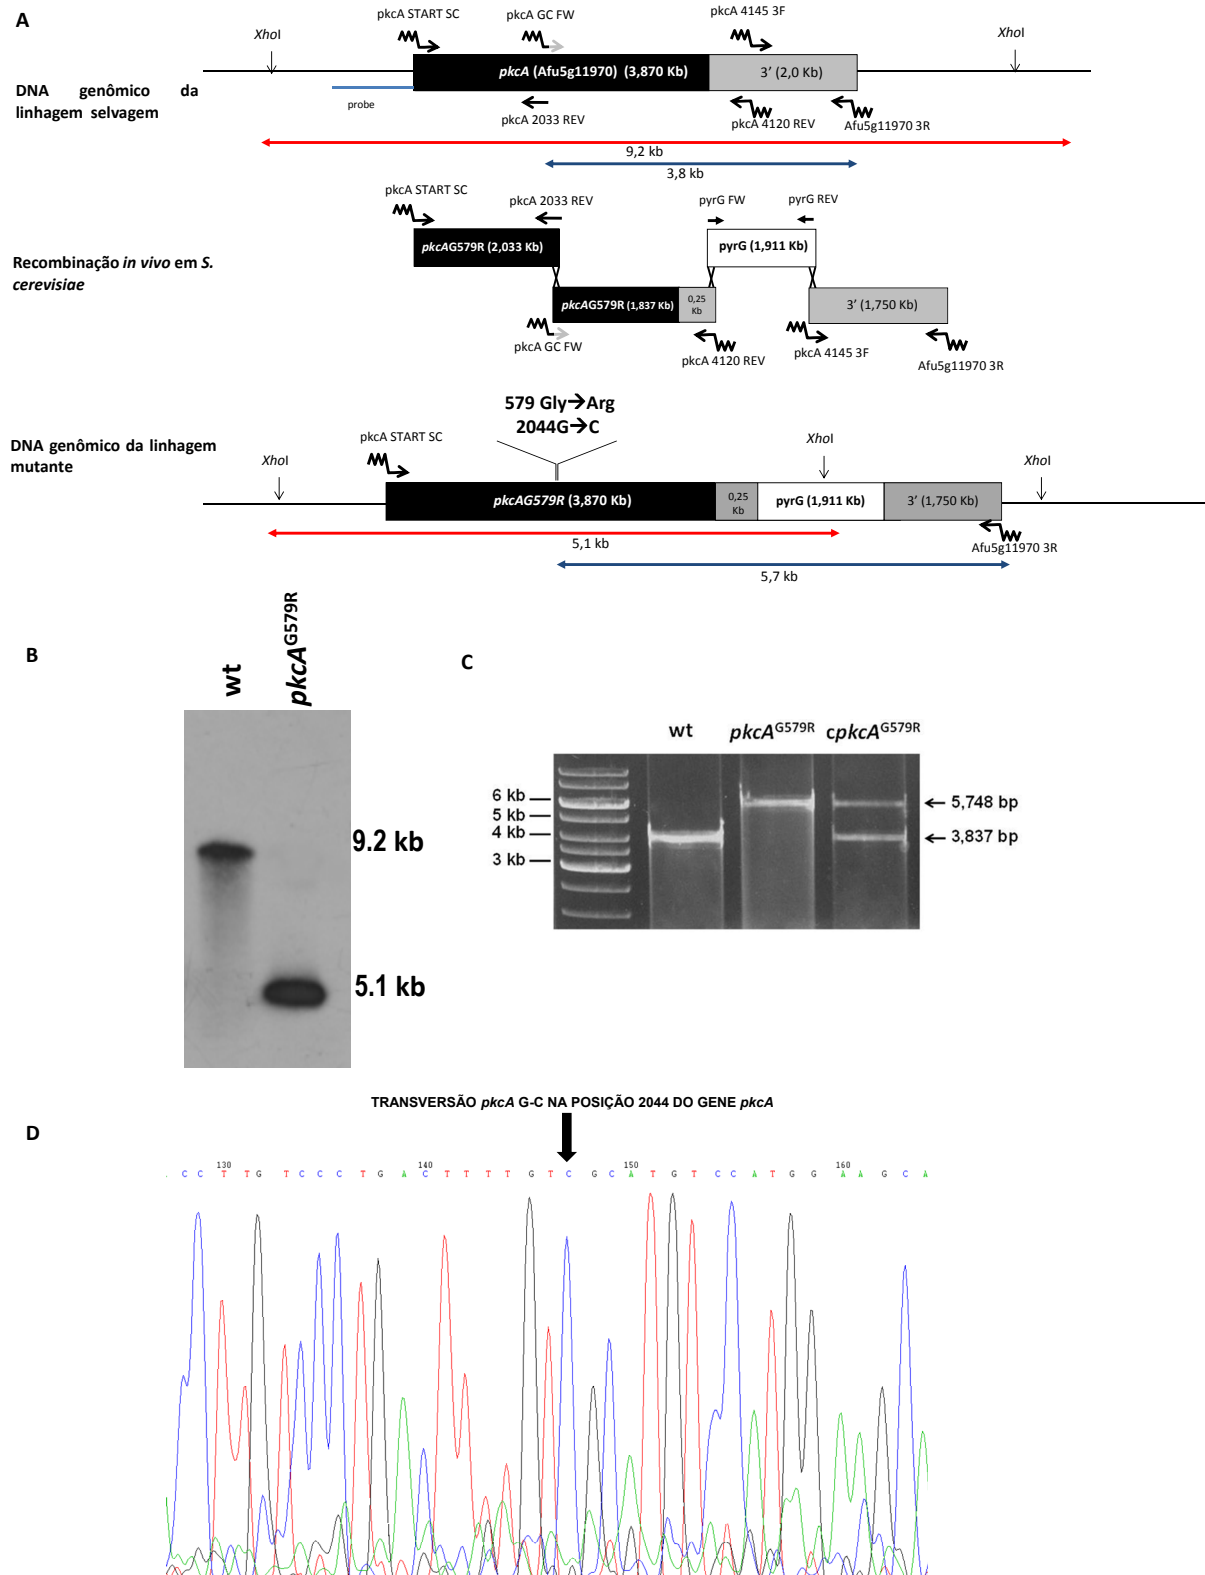 A
pkcA START SC
pkcA GC FW
pkcA 4145 3F
XhoI
XhoI
DNA genômico da
linhagem selvagem
pkcA (Afu5g11970) (3,870 Kb)
3’ (2,0 Kb)
probe
pkcA 2033 REV
pkcA 4120 REV
Afu5g11970 3R
9,2 kb
3,8 kb
pkcA START SC
pkcA 2033 REV
pyrG FW
pyrG REV
Recombinação in vivo em S.
cerevisiae
pkcAG579R (2,033 Kb)
pyrG (1,911 Kb)
pkcAG579R (1,837 Kb)
0,25
Kb
3’ (1,750 Kb)
pkcA GC FW
pkcA 4120 REV
pkcA 4145 3F
Afu5g11970 3R
579 Gly→Arg
2044G→C
DNA genômico da linhagem
mutante
pkcA START SC
XhoI
XhoI
XhoI
pkcAG579R (3,870 Kb)
0,25
Kb
pyrG (1,911 Kb)
3’ (1,750 Kb)
Afu5g11970 3R
5,1 kb
5,7 kb
B
wt
pkcAG579R
9.2 kb
5.1 kb
C
wt
pkcAG579R
cpkcAG579R
6 kb
5 kb
4 kb
3 kb
← 5,748 bp
← 3,837 bp
D
TRANSVERSÃO pkcA G-C NA POSIÇÃO 2044 DO GENE pkcA
130 140 150 160
C C T T G T C C C T G A C T T T T G T C G C A T G T C C A T G G A A G C A